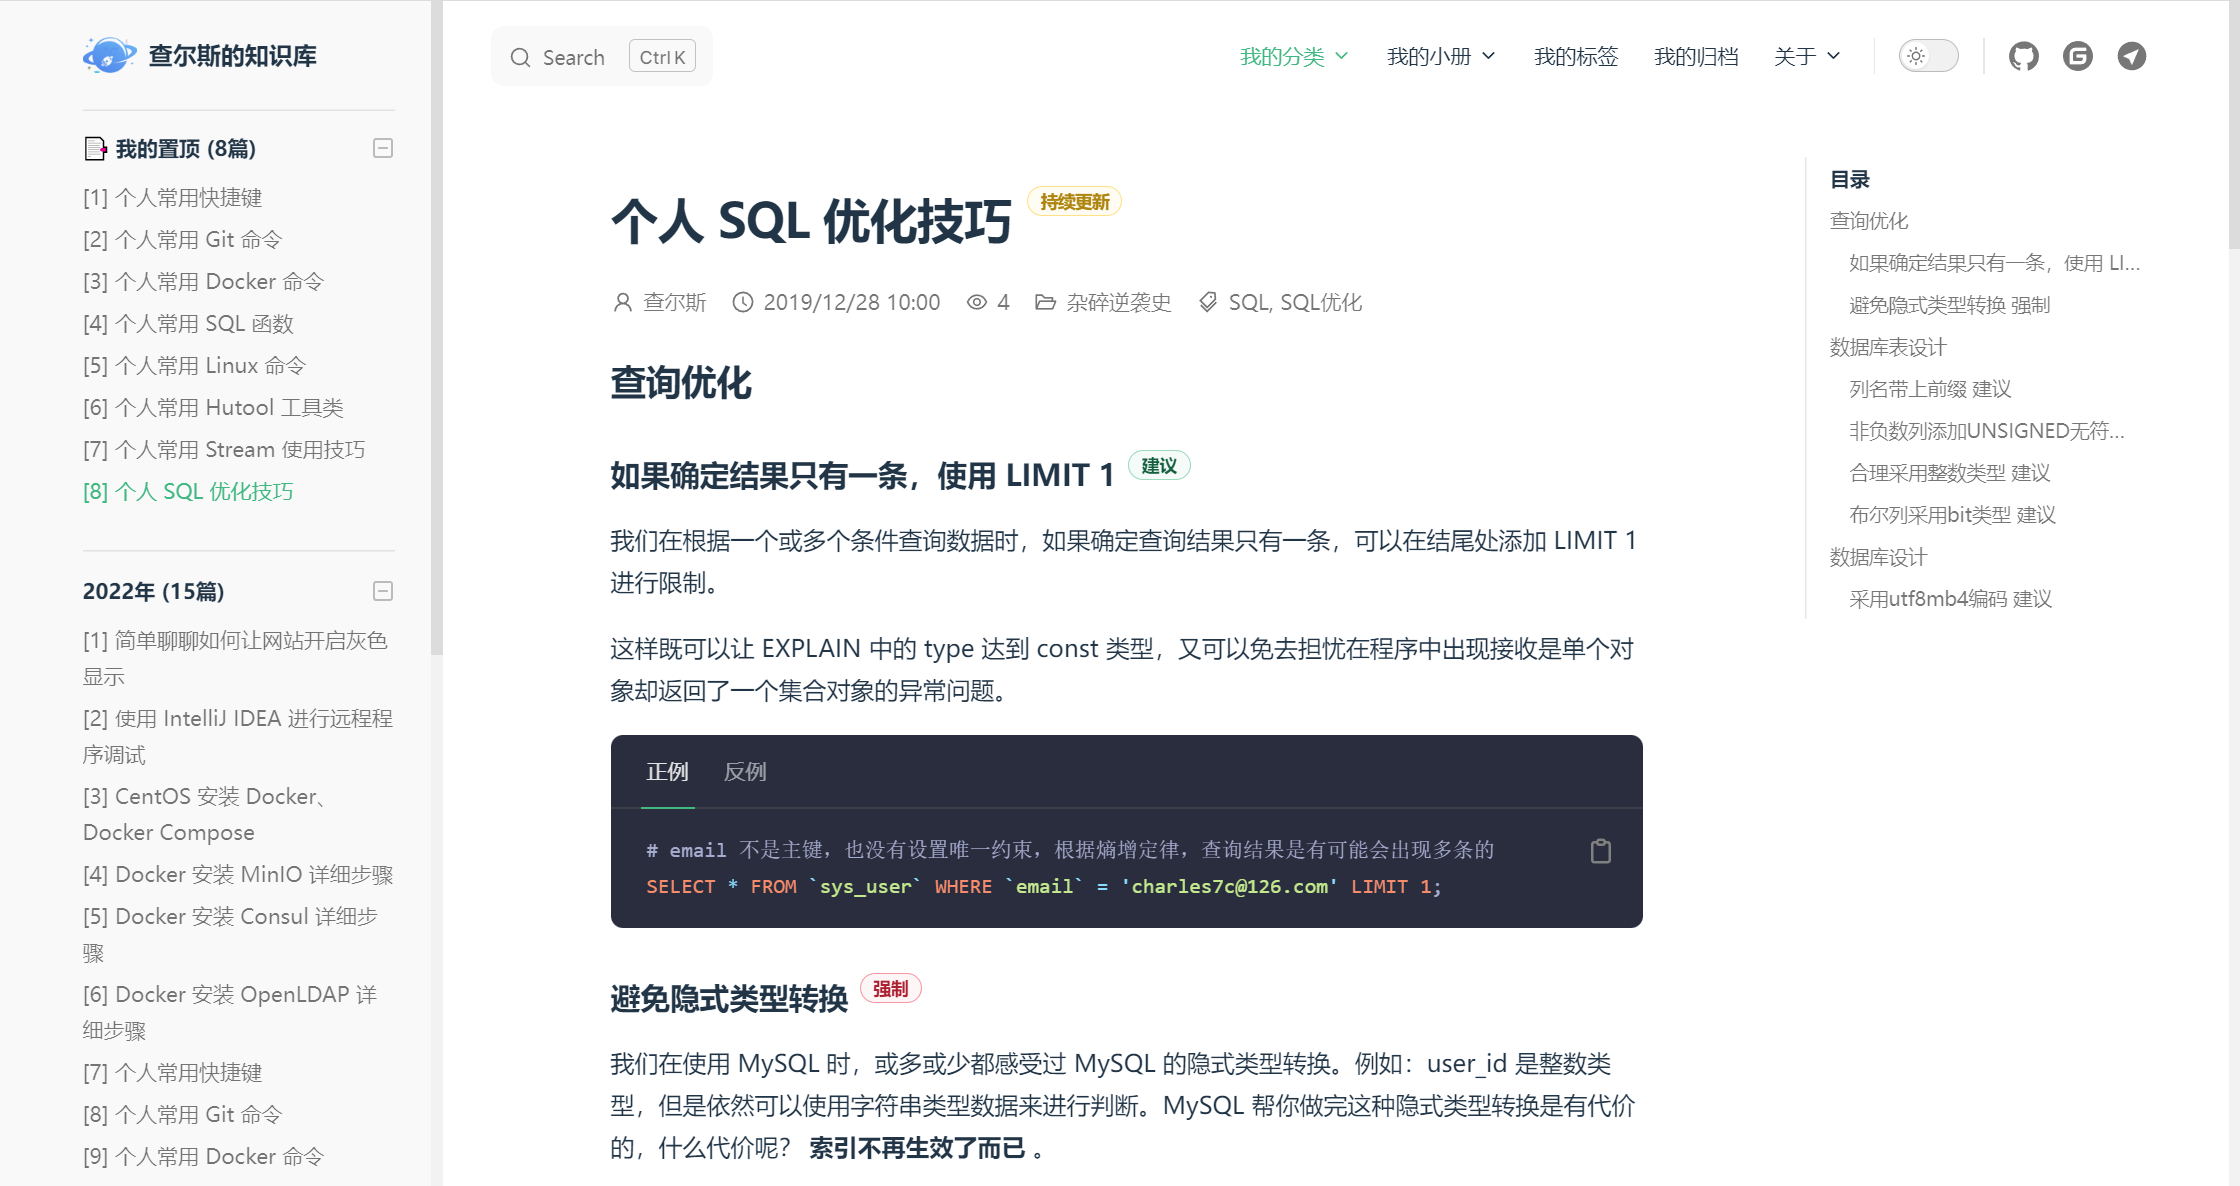 查尔斯的知识库
Search Ctrl K
我的分类 我的小册 我的标签 我的归档 关于
我的置顶 (8篇)
[1] 个人常用快捷键
[2] 个人常用 Git 命令
[3] 个人常用 Docker 命令
[4] 个人常用 SQL 函数
[5] 个人常用 Linux 命令
[6] 个人常用 Hutool 工具类
[7] 个人常用 Stream 使用技巧
[8] 个人 SQL 优化技巧
2022年 (15篇)
[1] 简单聊聊如何让网站开启灰色
显示
[2] 使用 IntelliJ IDEA 进行远程程
序调试
[3] CentOS 安装 Docker、
Docker Compose
[4] Docker 安装 MinIO 详细步骤
[5] Docker 安装 Consul 详细步
骤
[6] Docker 安装 OpenLDAP 详
细步骤
[7] 个人常用快捷键
[8] 个人常用 Git 命令
[9] 个人常用 Docker 命令
个人 SQL 优化技巧 持续更新
查尔斯 2019/12/28 10:00 4 杂碎逆袭史 SQL, SQL优化
查询优化
如果确定结果只有一条，使用 LIMIT 1 建议
我们在根据一个或多个条件查询数据时，如果确定查询结果只有一条，可以在结尾处添加 LIMIT 1
进行限制。
这样既可以让 EXPLAIN 中的 type 达到 const 类型，又可以免去担忧在程序中出现接收是单个对
象却返回了一个集合对象的异常问题。
正例 反例
# email 不是主键，也没有设置唯一约束，根据熵增定律，查询结果是有可能会出现多条的
SELECT * FROM `sys_user` WHERE `email` = 'charles7c@126.com' LIMIT 1;
避免隐式类型转换 强制
我们在使用 MySQL 时，或多或少都感受过 MySQL 的隐式类型转换。例如：user_id 是整数类
型，但是依然可以使用字符串类型数据来进行判断。MySQL 帮你做完这种隐式类型转换是有代价
的，什么代价呢？ 索引不再生效了而已 。
目录
查询优化
如果确定结果只有一条，使用 LI...
避免隐式类型转换 强制
数据库表设计
列名带上前缀 建议
非负数列添加UNSIGNED无符...
合理采用整数类型 建议
布尔列采用bit类型 建议
数据库设计
采用utf8mb4编码 建议